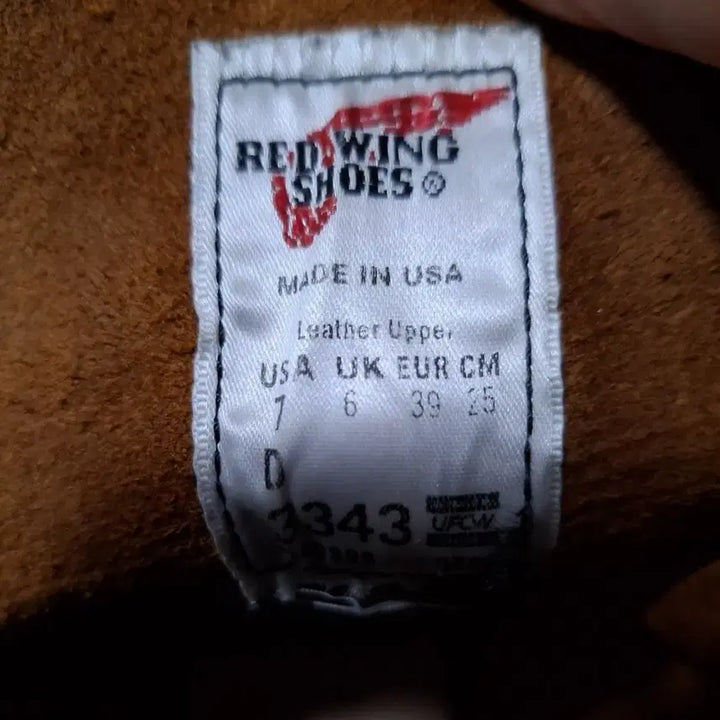 RED WING
SHOES ®
MADE IN USA
Leather Upper
USA UK EUR CM
7 6 39 25
D
3343
UFCW